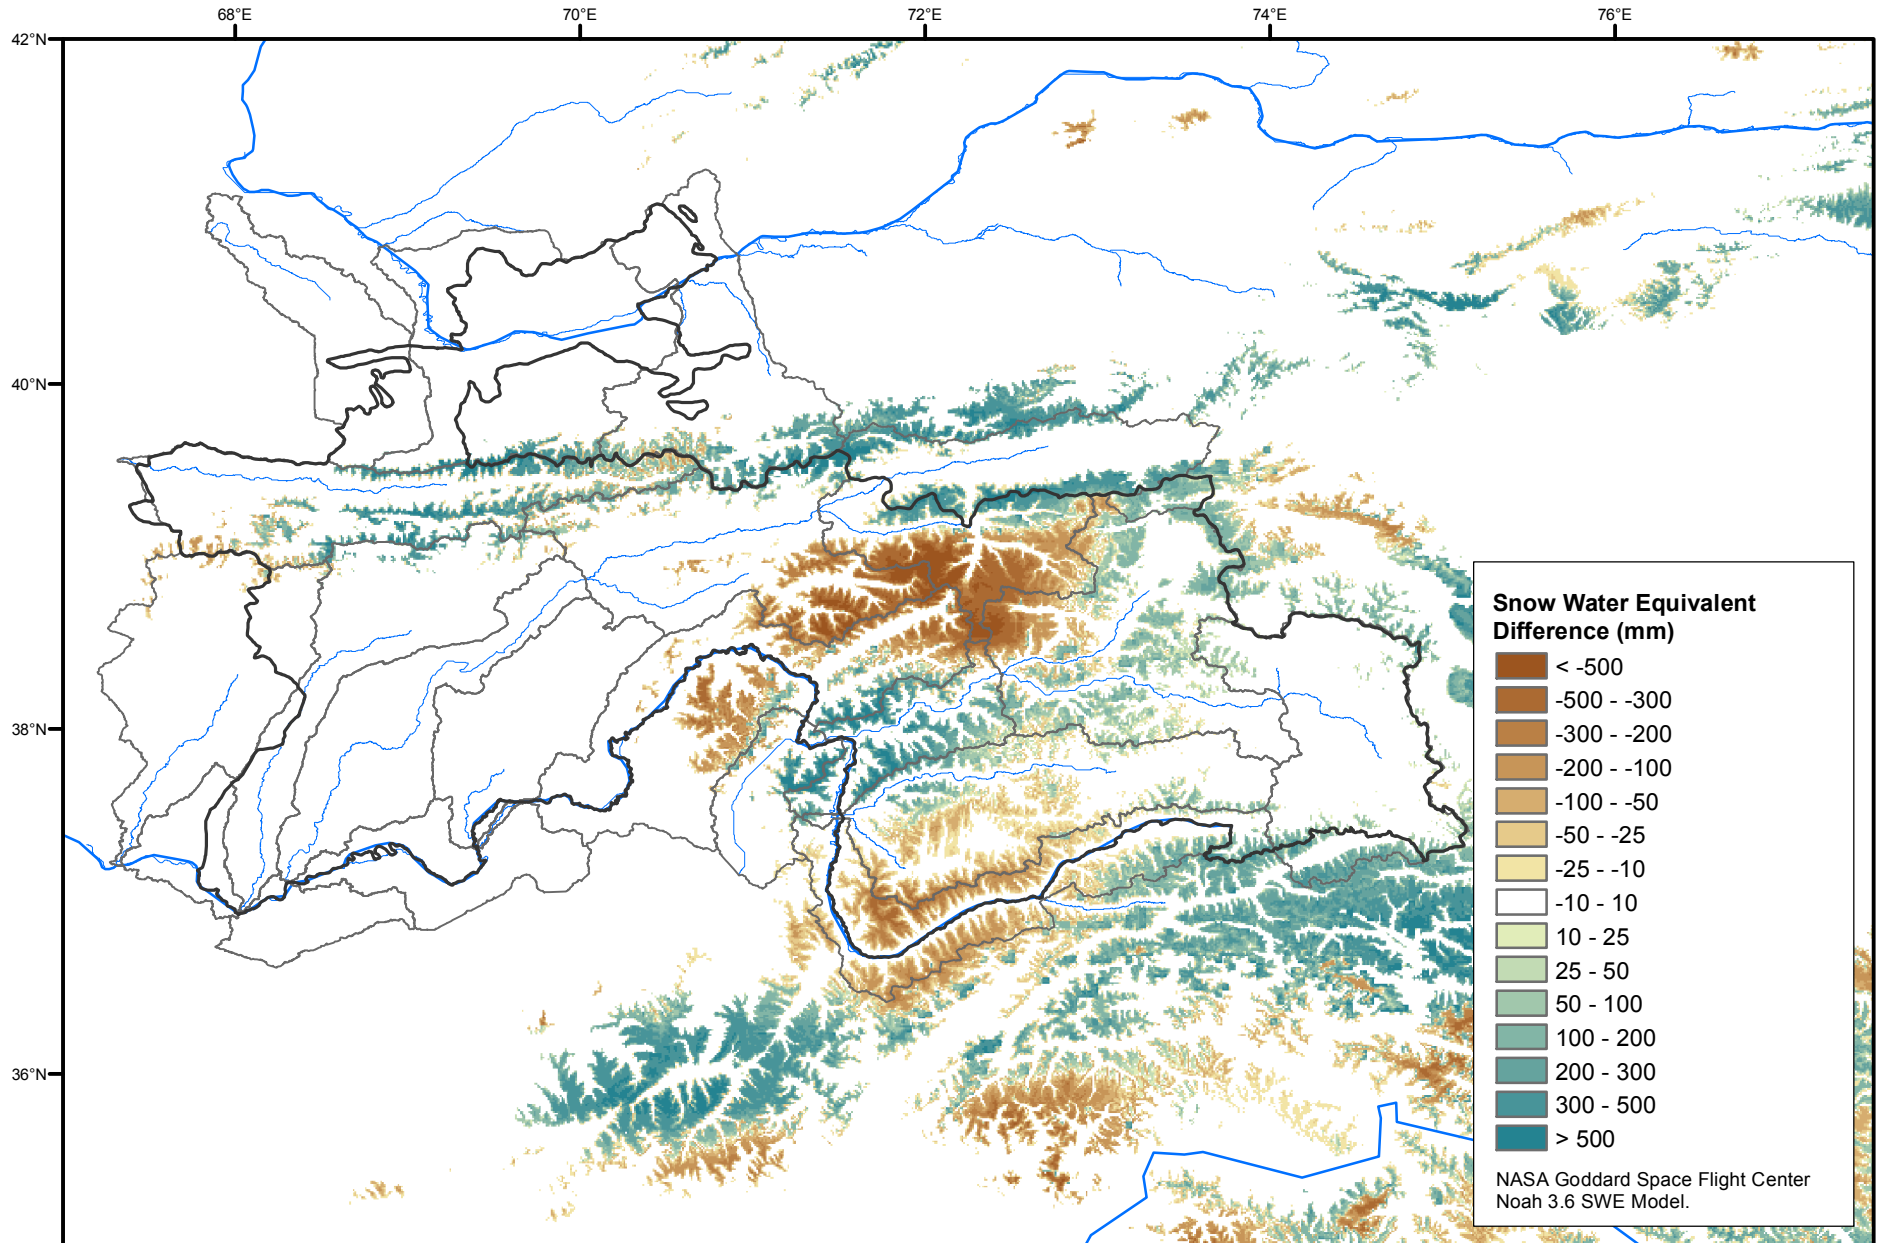 68°E 70°E 72°E 74°E 76°E
42°N
40°N
38°N
36°N
Snow Water Equivalent
Difference (mm)
< -500
-500 - -300
-300 - -200
-200 - -100
-100 - -50
-50 - -25
-25 - -10
-10 - 10
10 - 25
25 - 50
50 - 100
100 - 200
200 - 300
300 - 500
> 500
NASA Goddard Space Flight Center
Noah 3.6 SWE Model.